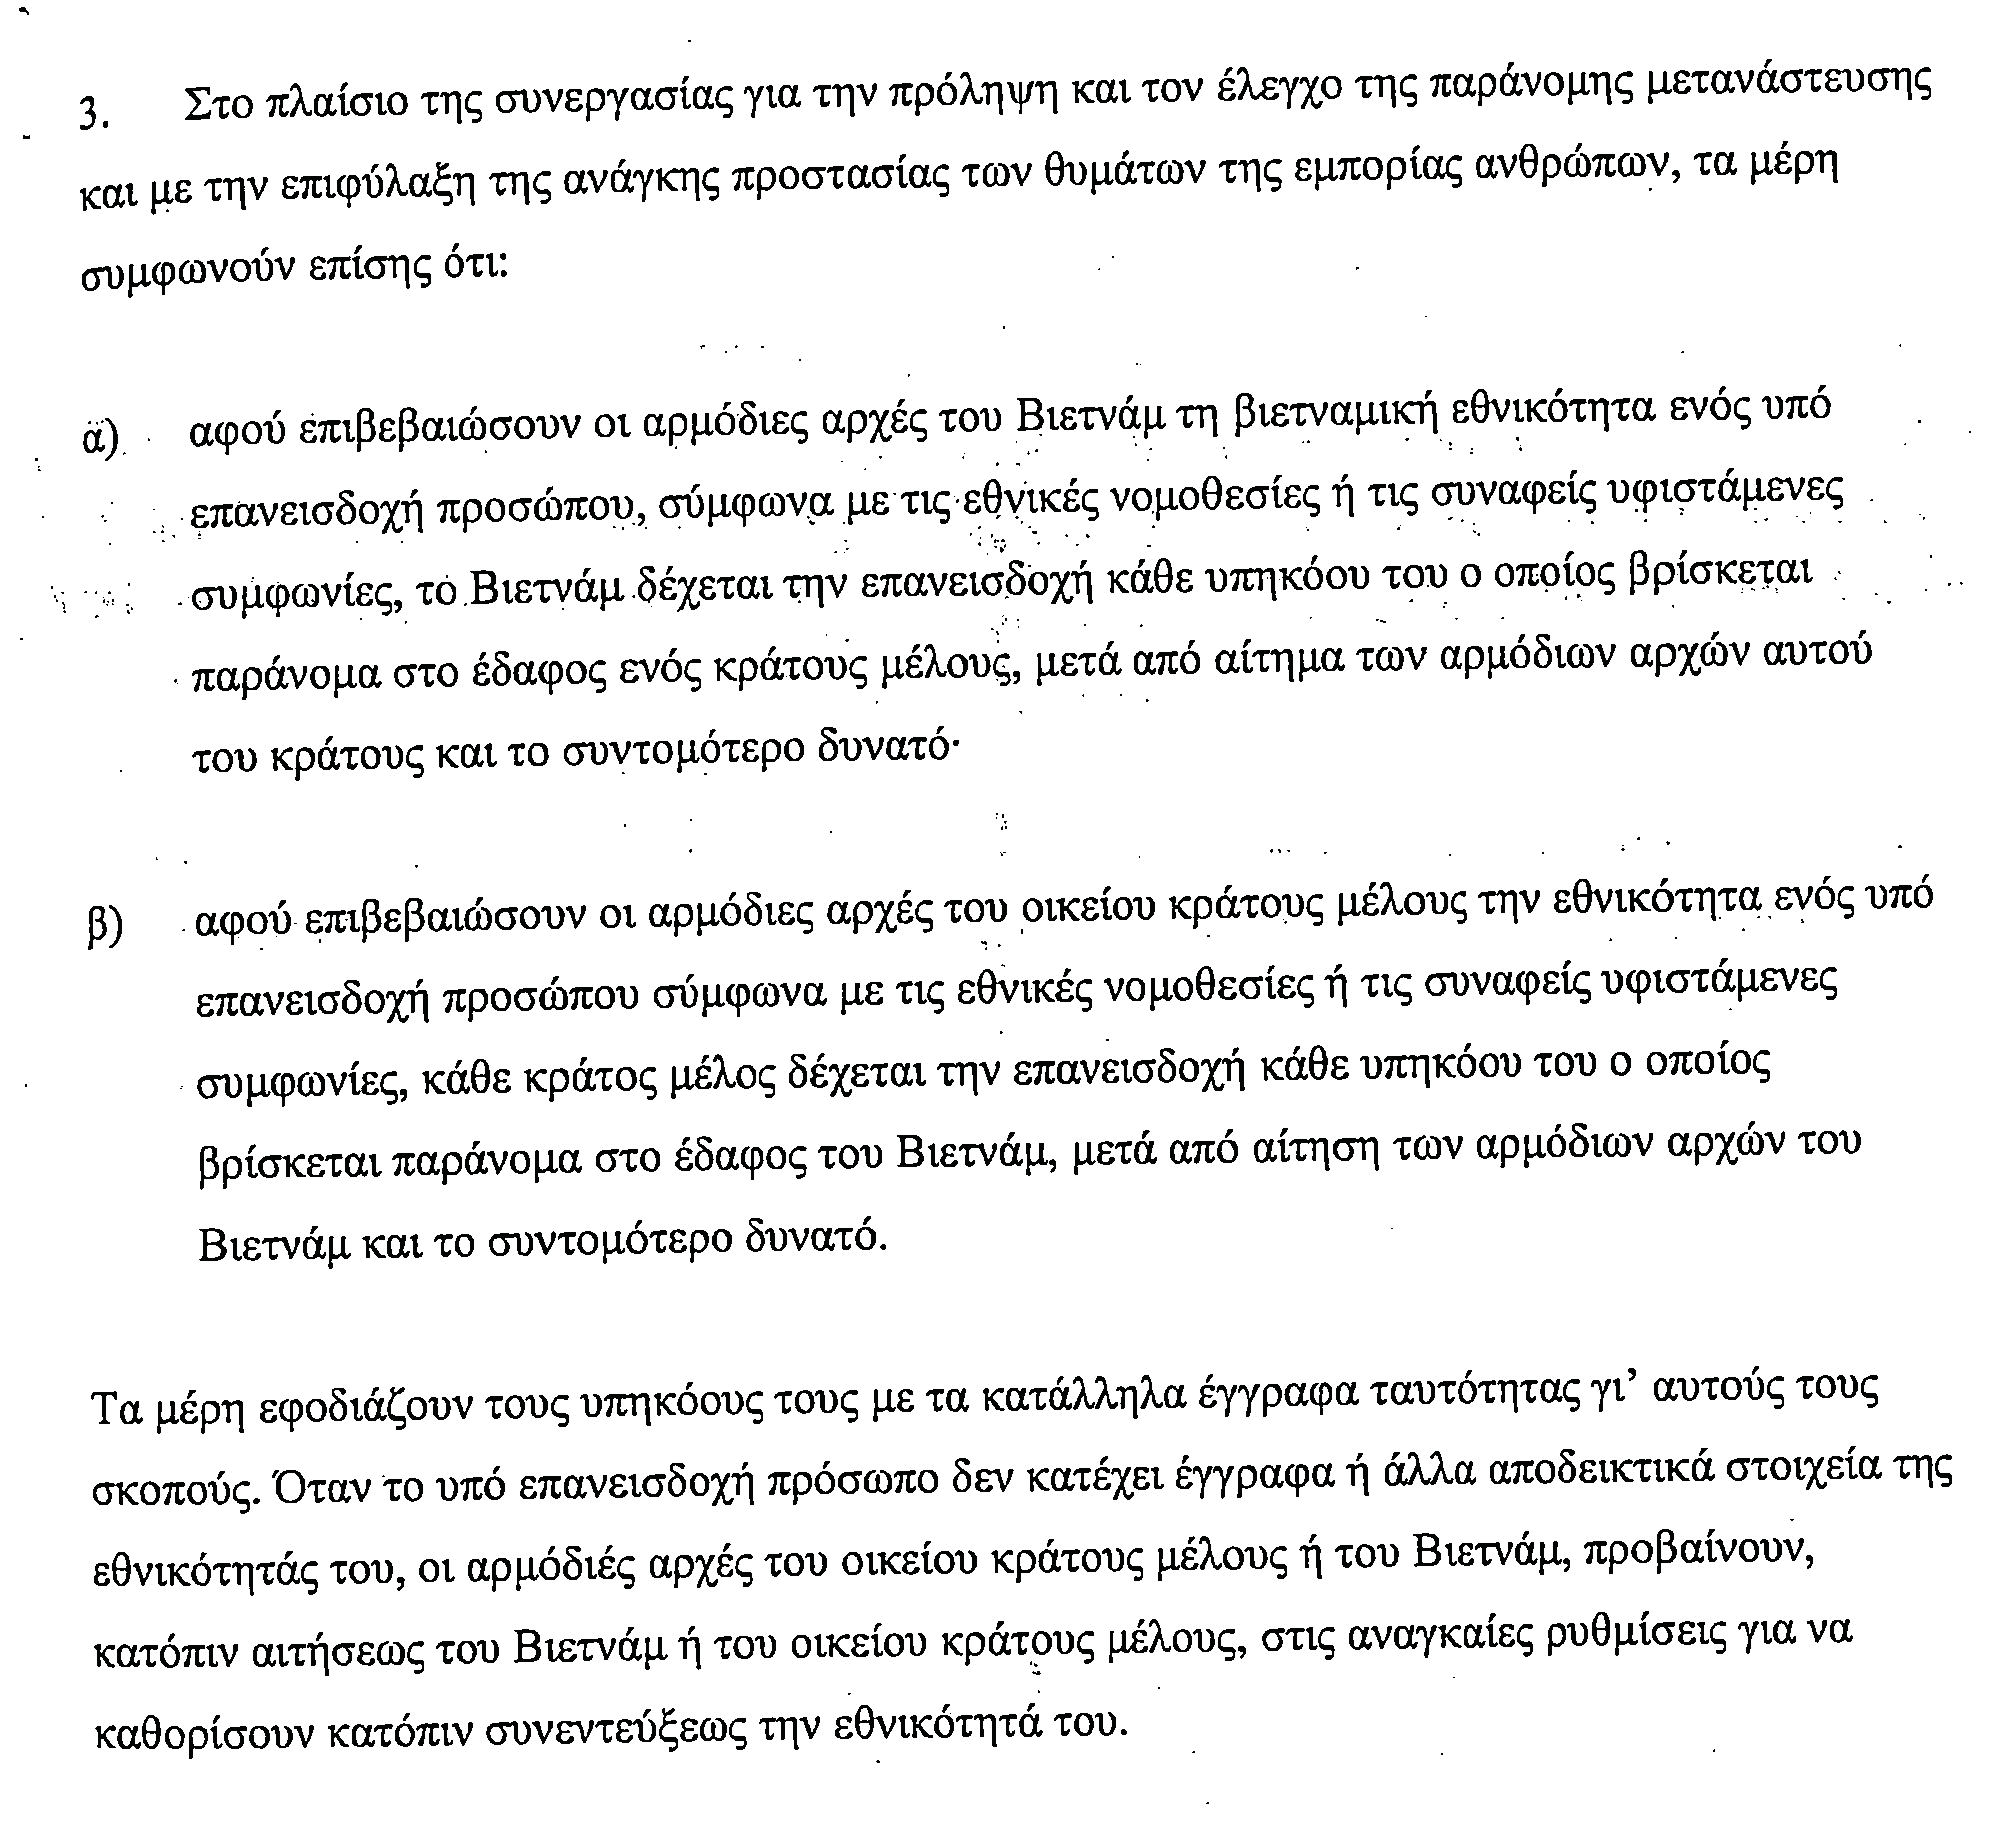 3. Στο πλαίσιο της συνεργασίας για την πρόληψη και τον έλεγχο της παράνομης μετανάστευσης
και με την επιφύλαξη της ανάγκης προστασίας των θυμάτων της εμπορίας ανθρώπων, τα μέρη
συμφωνούν επίσης ότι:
α) αφού επιβεβαιώσουν οι αρμόδιες αρχές του Βιετνάμ τη βιετναμική εθνικότητα ενός υπό
επανεισδοχή προσώπου, σύμφωνα με τις εθνικές νομοθεσίες ή τις συναφείς υφιστάμενες
συμφωνίες, το Βιετνάμ δέχεται την επανεισδοχή κάθε υπηκόου του ο οποίος βρίσκεται
παράνομα στο έδαφος ενός κράτους μέλους, μετά από αίτημα των αρμόδιων αρχών αυτού
του κράτους και το συντομότερο δυνατό·
β) αφού επιβεβαιώσουν οι αρμόδιες αρχές του οικείου κράτους μέλους την εθνικότητα ενός υπό
επανεισδοχή προσώπου σύμφωνα με τις εθνικές νομοθεσίες ή τις συναφείς υφιστάμενες
συμφωνίες, κάθε κράτος μέλος δέχεται την επανεισδοχή κάθε υπηκόου του ο οποίος
βρίσκεται παράνομα στο έδαφος του Βιετνάμ, μετά από αίτηση των αρμόδιων αρχών του
Βιετνάμ και το συντομότερο δυνατό.
Τα μέρη εφοδιάζουν τους υπηκόους τους με τα κατάλληλα έγγραφα ταυτότητας γι’ αυτούς τους
σκοπούς. Όταν το υπό επανεισδοχή πρόσωπο δεν κατέχει έγγραφα ή άλλα αποδεικτικά στοιχεία της
εθνικότητάς του, οι αρμόδιές αρχές του οικείου κράτους μέλους ή του Βιετνάμ, προβαίνουν,
κατόπιν αιτήσεως του Βιετνάμ ή του οικείου κράτους μέλους, στις αναγκαίες ρυθμίσεις για να
καθορίσουν κατόπιν συνεντεύξεως την εθνικότητά του.